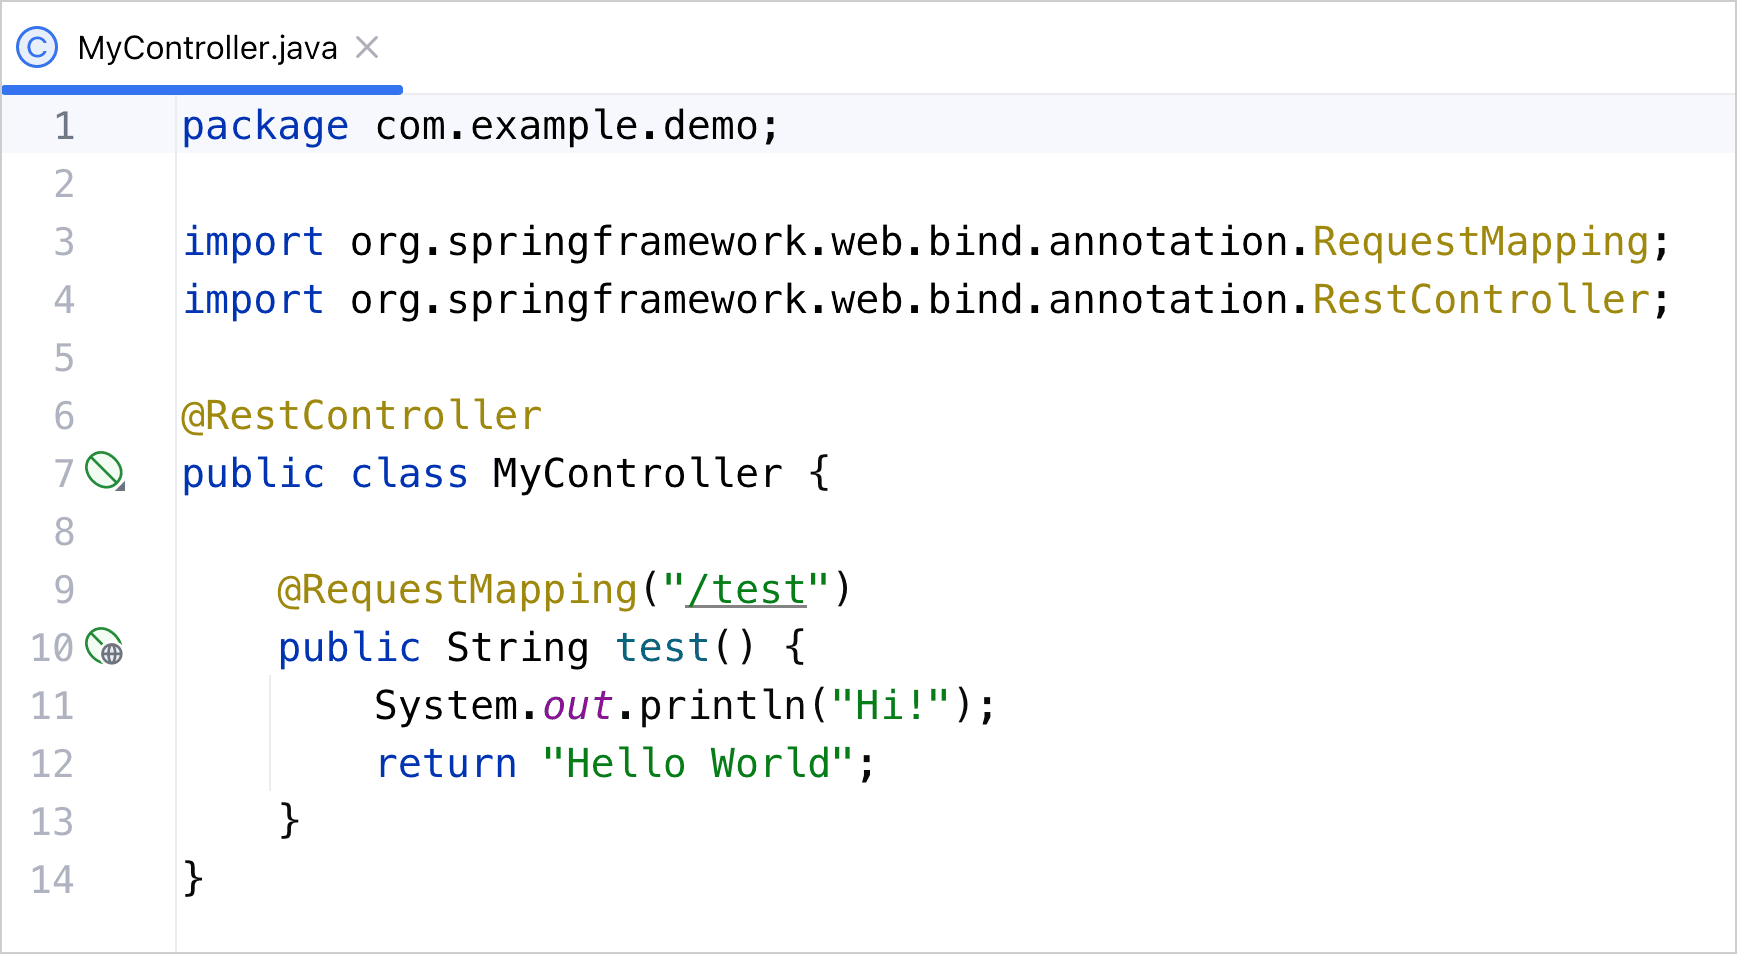 C MyController.java
1 package com.example.demo;
2
3 import org.springframework.web.bind.annotation.RequestMapping;
4 import org.springframework.web.bind.annotation.RestController;
5
6 @RestController
7 public class MyController {
8
9     @RequestMapping("/test")
10     public String test() {
11         System.out.println("Hi!");
12         return "Hello World";
13     }
14 }